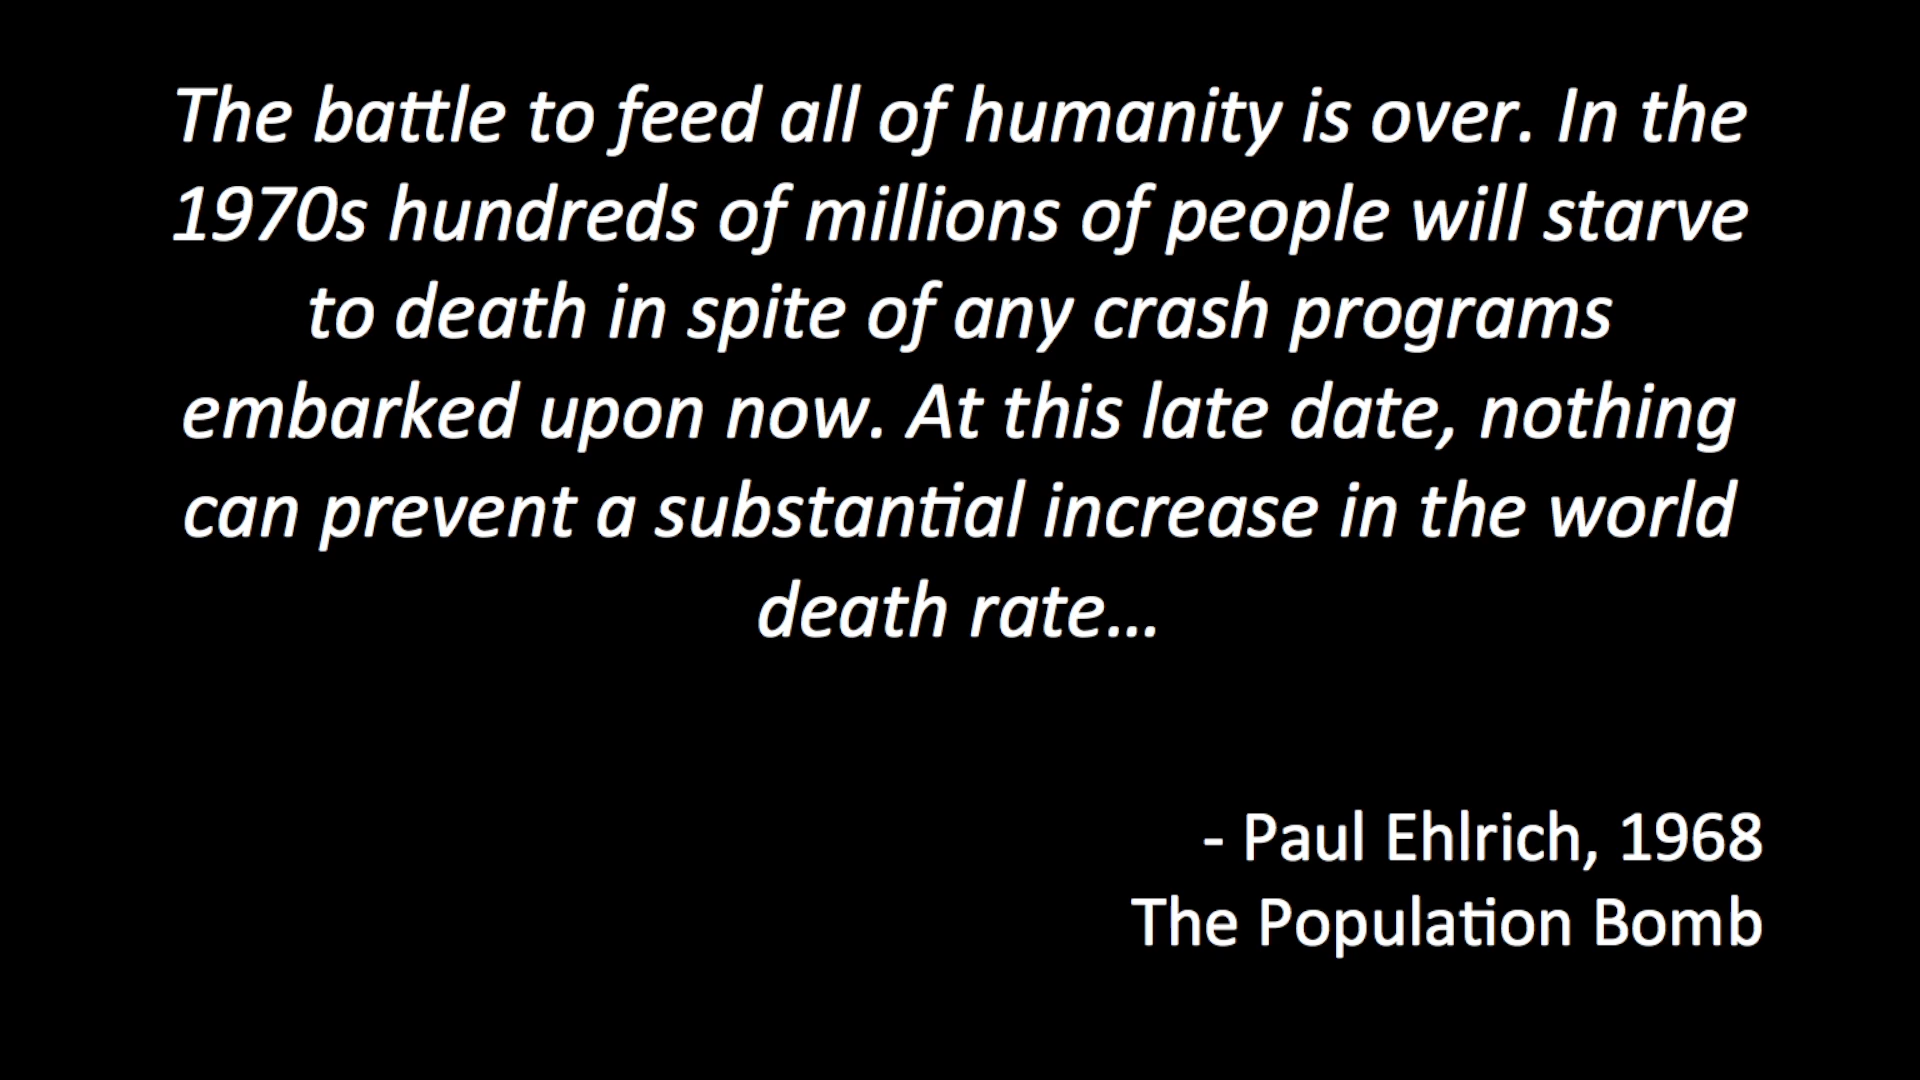 The battle to feed all of humanity is over. In the
1970s hundreds of millions of people will starve
to death in spite of any crash programs
embarked upon now. At this late date, nothing
can prevent a substantial increase in the world
death rate…
- Paul Ehlrich, 1968
The Population Bomb